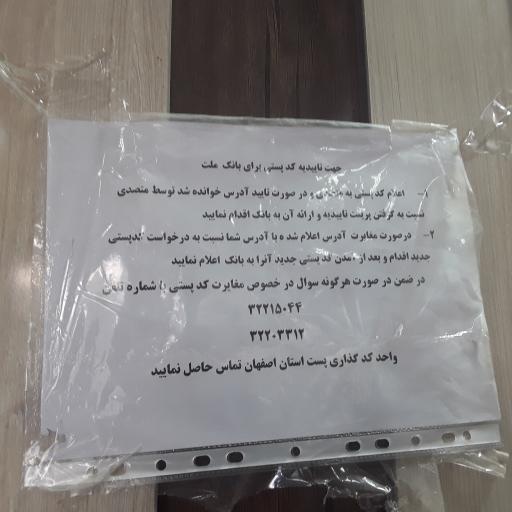 جهت تاییدیه کد پستی برای بانک ملت
۱- اعلام کد پستی به متصدی و در صورت تایید آدرس خوانده شد توسط متصدی
نسبت به گرفتن پرینت تاییدیه و ارائه آن به بانک اقدام نمایید
۲- درصورت مغایرت آدرس اعلام شده با آدرس شما نسبت به درخواست کدپستی
جدید اقدام و بعد از آمدن کد پستی جدید آنرا به بانک اعلام نمایید
در ضمن در صورت هرگونه سوال در خصوص مغایرت کد پستی با شماره تلفن
۳۲۲۱۵۰۴۴
۳۲۲۰۳۳۱۲
واحد کد گذاری پست استان اصفهان تماس حاصل نمایید